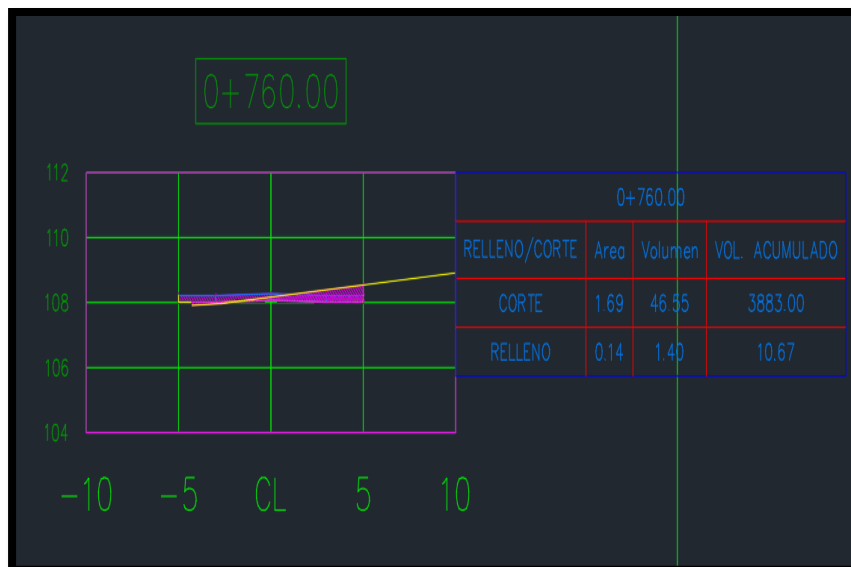 0+760.00
112
110
108
106
104
-10 -5 CL 5 10
0+760.00
RELLENO/CORTE Area Volumen VOL. ACUMULADO
CORTE 1.69 46.55 3883.00
RELLENO 0.14 1.40 10.67